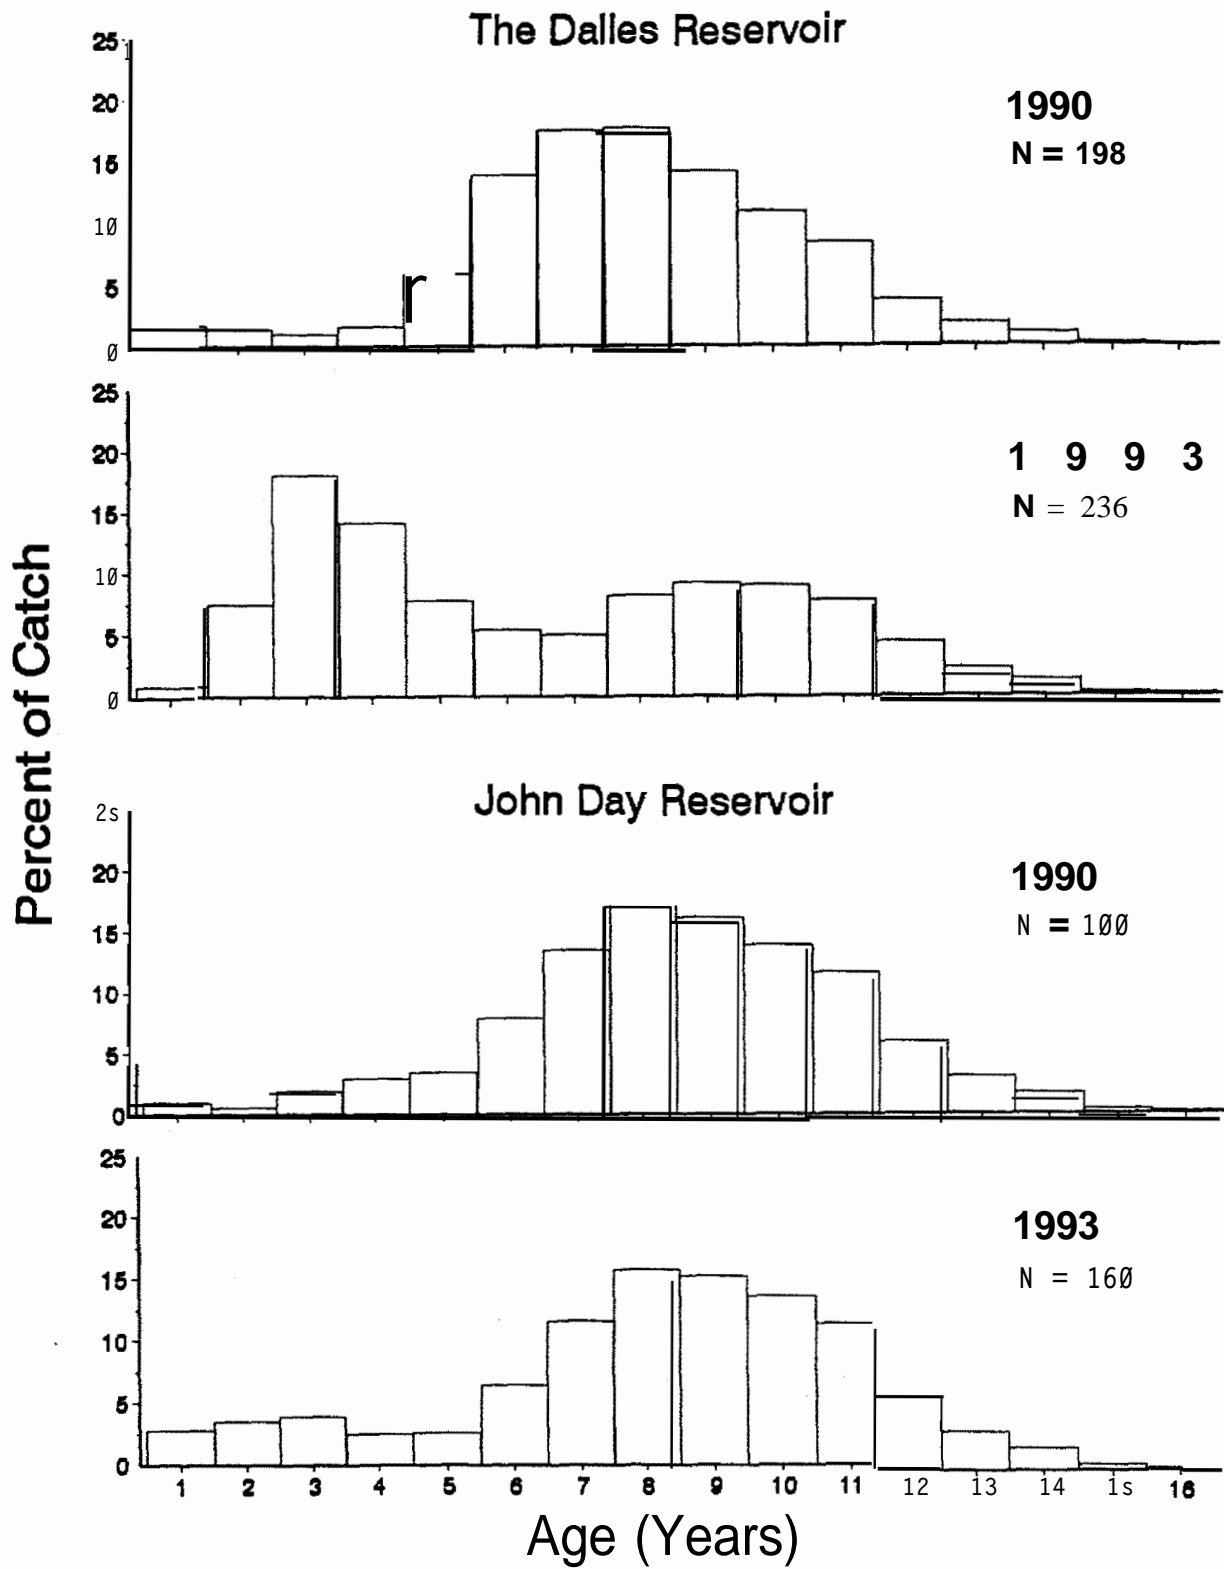 The Dalles Reservoir
25
20
15
10
5
0
1990
N = 198
r
25
20
15
10
5
0
1 9 9 3
N = 236
Percent of Catch
John Day Reservoir
2s
20
15
10
5
0
1990
N = 100
25
20
15
10
5
0
1993
N = 160
1 2 3 4 5 6 7 8 9 10 11 12 13 14 1s 16
Age (Years)